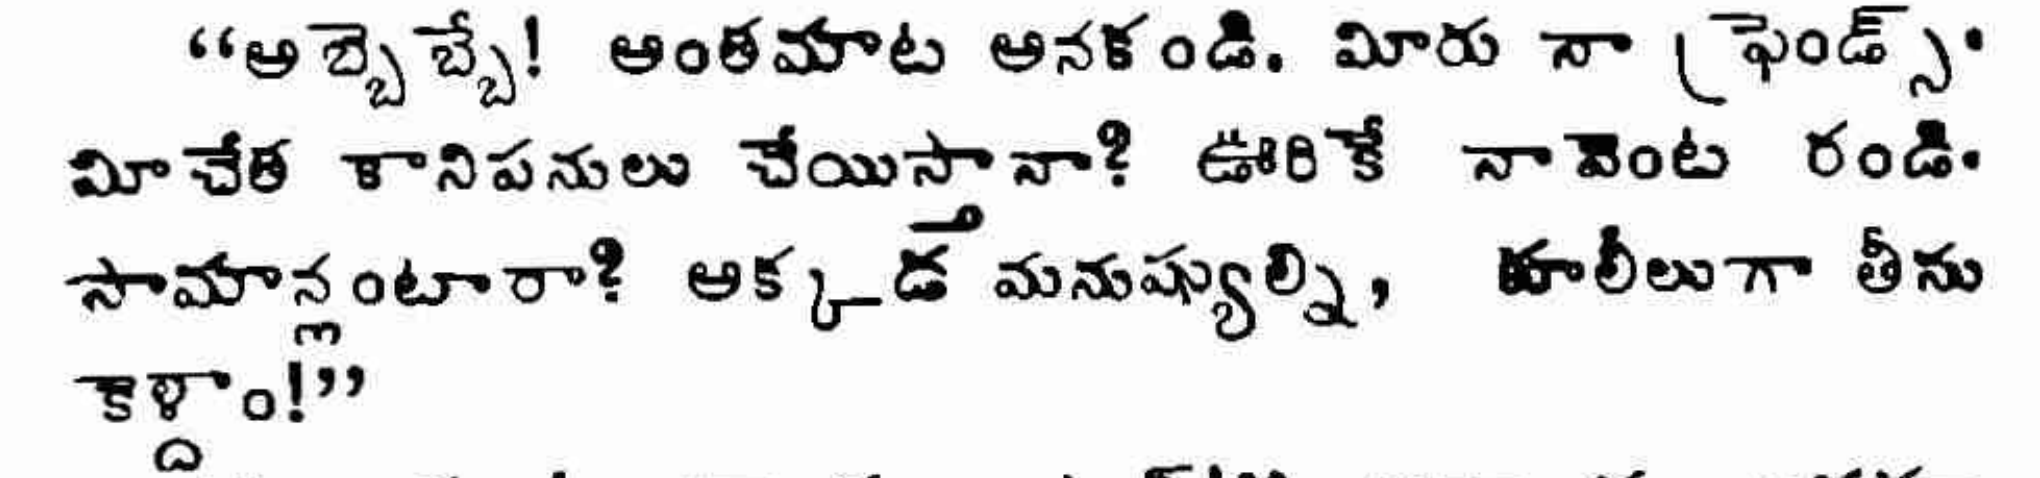 “అబ్బెబ్బే! అంతమాట అనకండి. మీరు నా ఫ్రెండ్స్.
మీచేత కానిపనులు చేయిస్తానా? ఊరికే నావెంట రండి.
సామాన్లంటారా? అక్కడ మనుష్యుల్ని, కూలీలుగా తీసు
కెళ్దాం!”